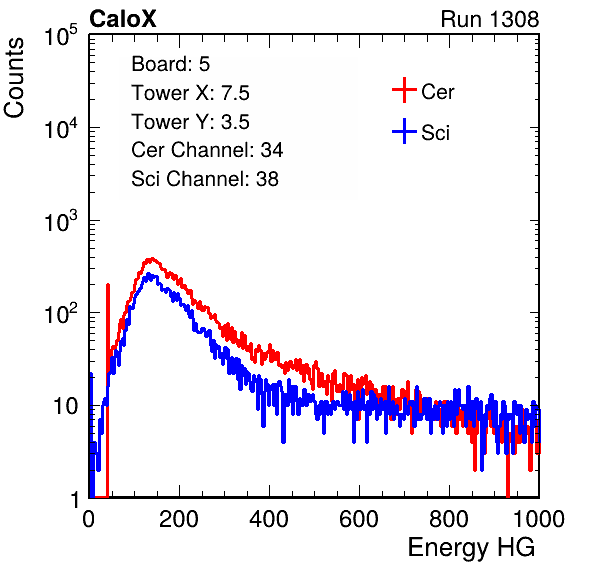 CaloX Run 1308
Counts
10^5
10^4
10^3
10^2
10
1
Board: 5
Tower X: 7.5
Tower Y: 3.5
Cer Channel: 34
Sci Channel: 38
Cer
Sci
0 200 400 600 800 1000
Energy HG